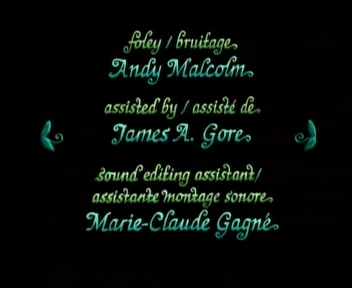 foley / bruitage
Andy Malcolm
assisted by / assisté de
James A. Gore
sound editing assistant/
assistante montage sonore
Marie-Claude Gagné